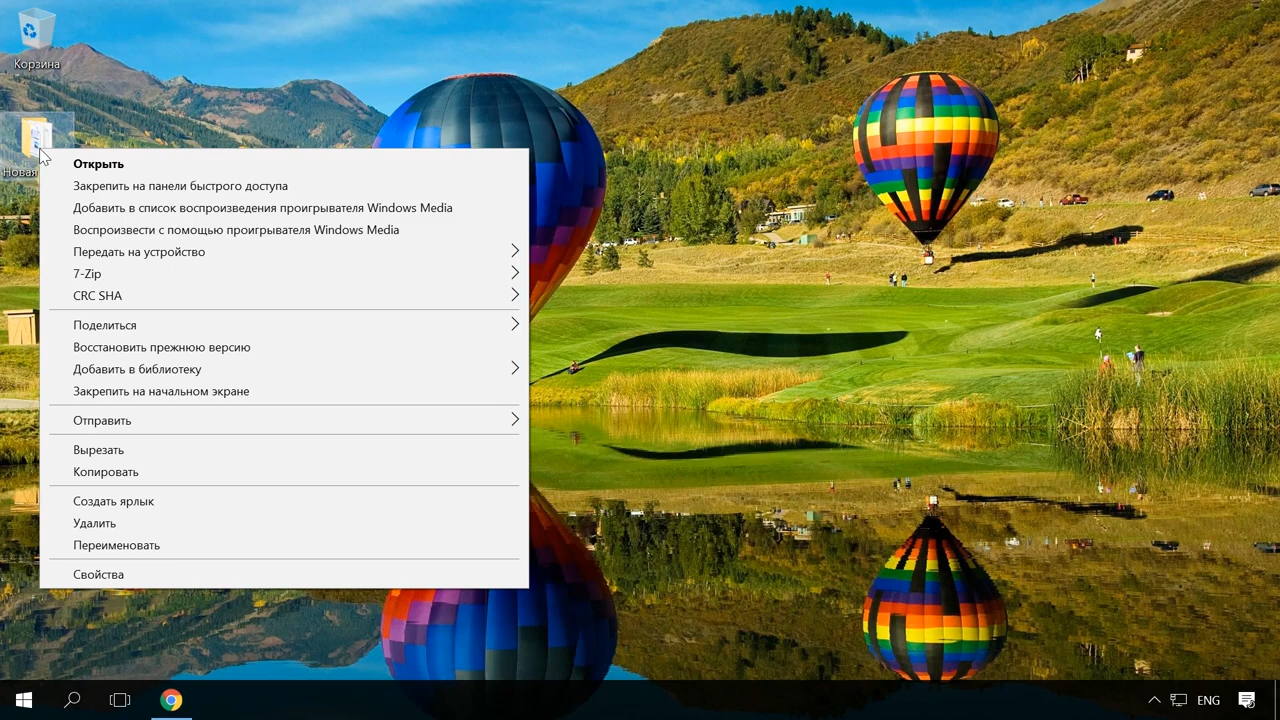 Корзина
Новая
Открыть
Закрепить на панели быстрого доступа
Добавить в список воспроизведения проигрывателя Windows Media
Воспроизвести с помощью проигрывателя Windows Media
Передать на устройство
7-Zip
CRC SHA
Поделиться
Восстановить прежнюю версию
Добавить в библиотеку
Закрепить на начальном экране
Отправить
Вырезать
Копировать
Создать ярлык
Удалить
Переименовать
Свойства
ENG